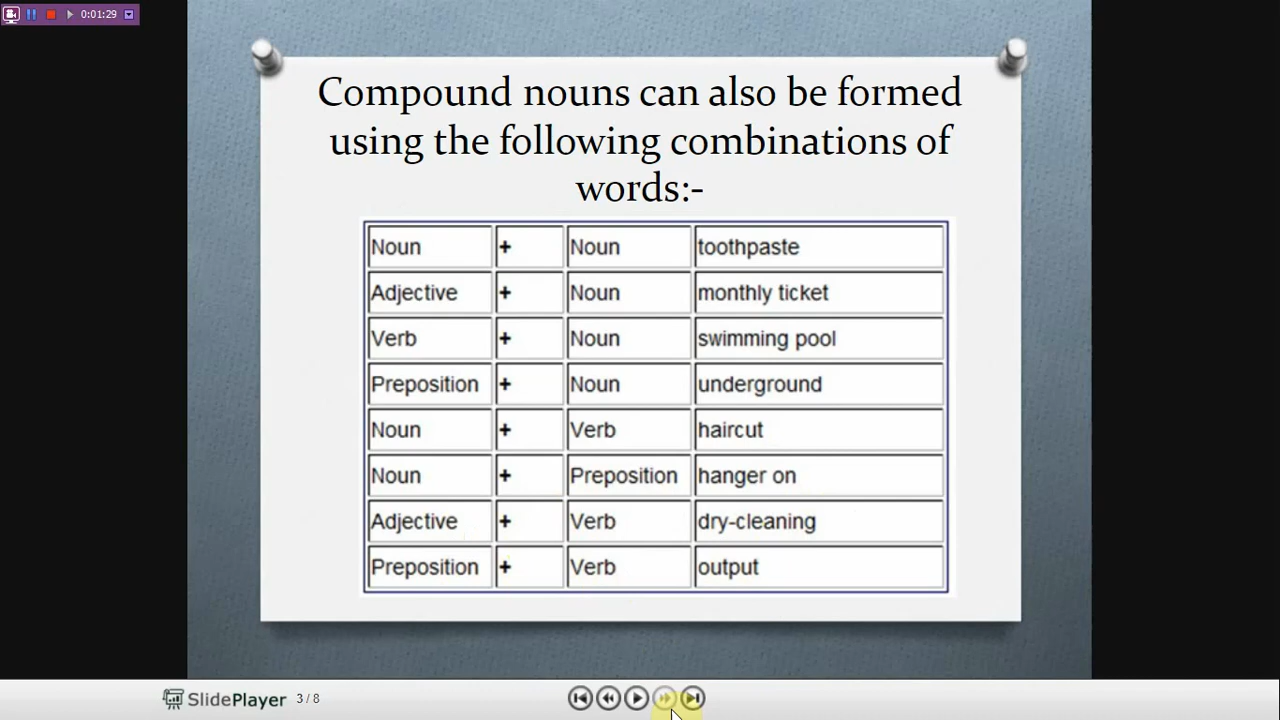 0:01:29
Compound nouns can also be formed
using the following combinations of
words:-
Noun + Noun toothpaste
Adjective + Noun monthly ticket
Verb + Noun swimming pool
Preposition + Noun underground
Noun + Verb haircut
Noun + Preposition hanger on
Adjective + Verb dry-cleaning
Preposition + Verb output
SlidePlayer 3 / 8